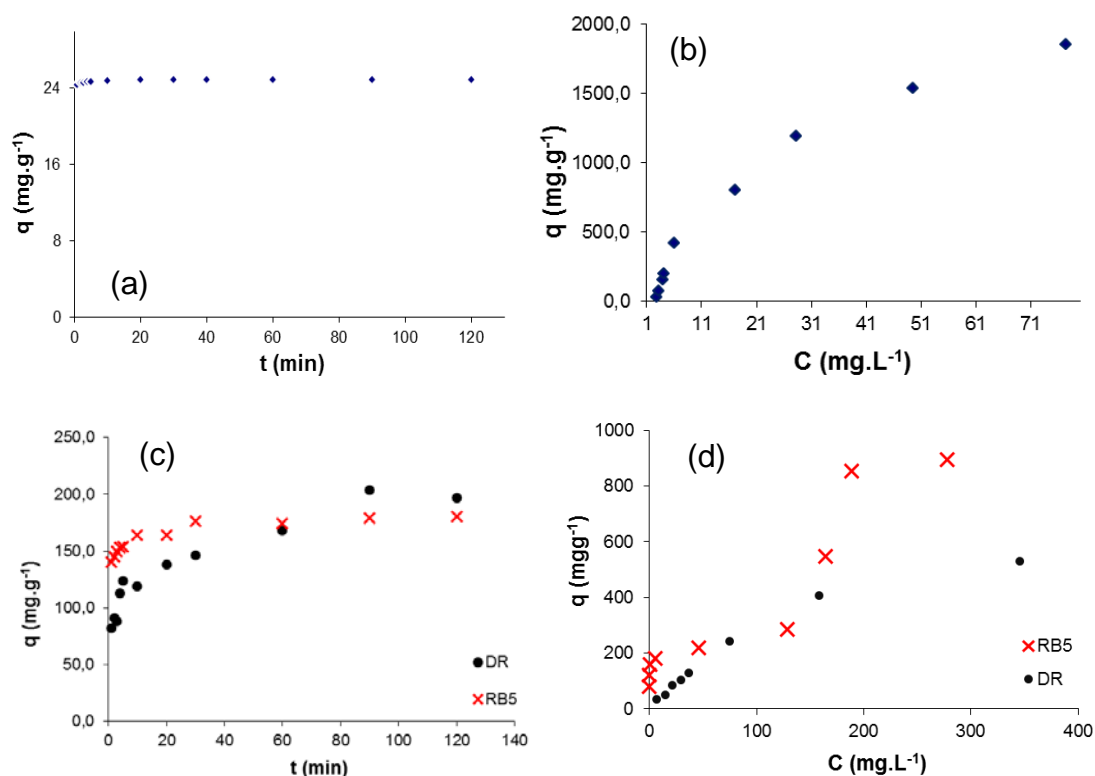 (a)
q (mg.g⁻¹)
24
16
8
0
0 20 40 60 80 100 120
t (min)
(b)
q (mg.g⁻¹)
2000,0
1500,0
1000,0
500,0
0,0
1 11 21 31 41 51 61 71
C (mg.L⁻¹)
(c)
q (mg.g⁻¹)
250,0
200,0
150,0
100,0
50,0
0,0
0 20 40 60 80 100 120 140
t (min)
DR
RB5
(d)
q (mgg⁻¹)
1000
800
600
400
200
0
0 100 200 300 400
C (mg.L⁻¹)
RB5
DR